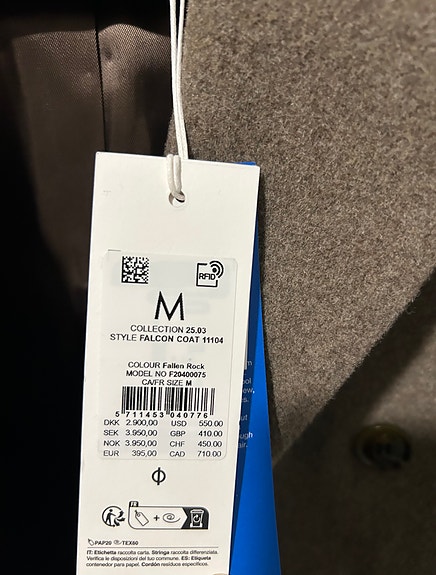 RFID
M
COLLECTION 25.03
STYLE FALCON COAT 11104
COLOUR Fallen Rock
MODEL NO F20400075
CA/FR SIZE M
5 711453 040776
DKK 2.900,00 USD 550.00
SEK 3.950,00 GBP 410.00
NOK 3.950,00 CHF 450.00
EUR 395,00 CAD 710.00
FR
+
PAP20 TEX60
IT: Etichetta raccolta carta. Stringa raccolta differenziata.
Verifica le disposizioni del tuo comune. ES: Etiqueta
contenedor para papel. Cordón residuos específicos.